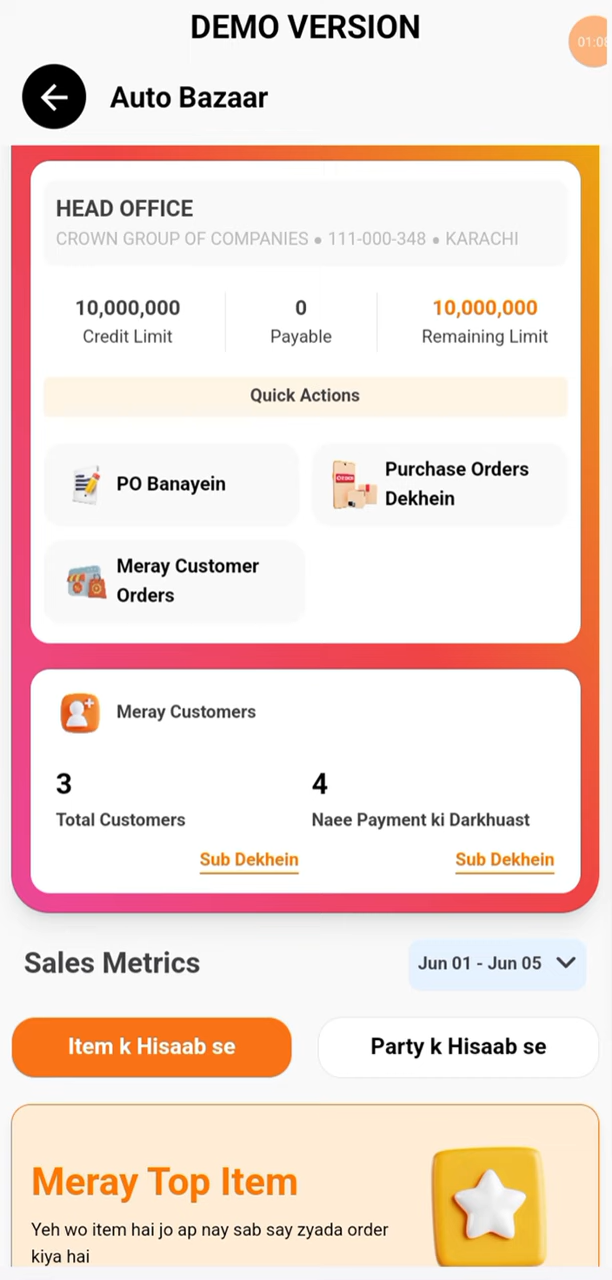 DEMO VERSION
Auto Bazaar
HEAD OFFICE
CROWN GROUP OF COMPANIES ● 111-000-348 ● KARACHI
10,000,000
Credit Limit
0
Payable
10,000,000
Remaining Limit
Quick Actions
PO Banayein
Purchase Orders
Dekhein
Meray Customer
Orders
Meray Customers
3
Total Customers
Sub Dekhein
4
Naee Payment ki Darkhuast
Sub Dekhein
Sales Metrics
Jun 01 - Jun 05
Item k Hisaab se
Party k Hisaab se
Meray Top Item
Yeh wo item hai jo ap nay sab say zyada order
kiya hai